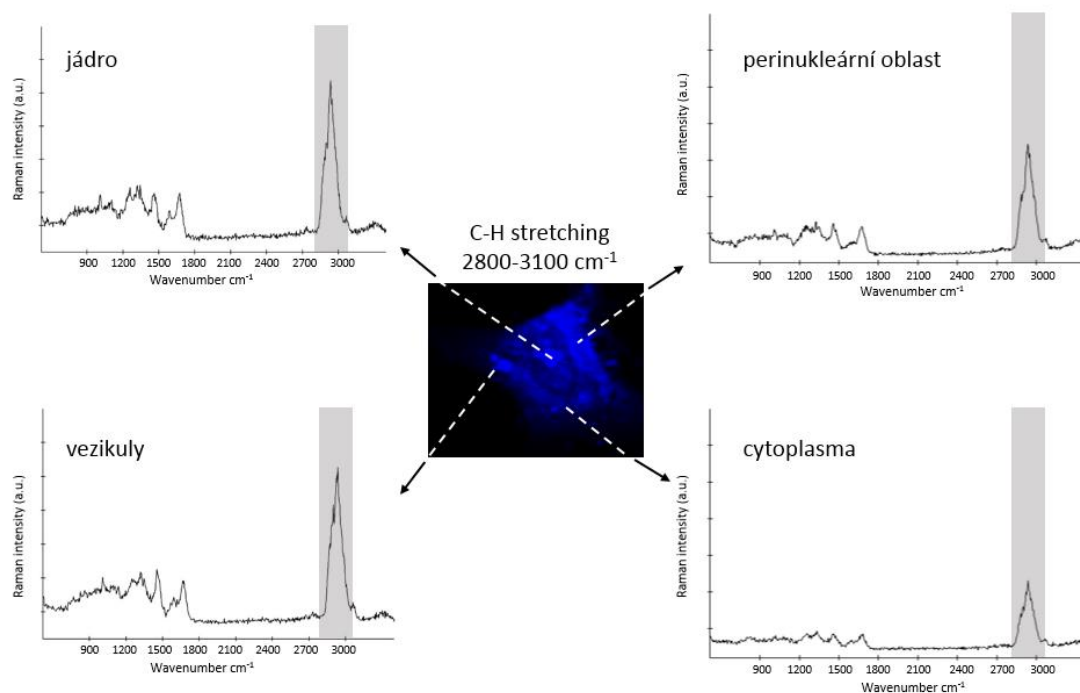 jádro
Raman intensity (a.u.)
900 1200 1500 1800 2100 2400 2700 3000
Wavenumber cm⁻¹
perinukleární oblast
Raman intensity (a.u.)
900 1200 1500 1800 2100 2400 2700 3000
Wavenumber cm⁻¹
C-H stretching
2800-3100 cm⁻¹
vezikuly
Raman intensity (a.u.)
900 1200 1500 1800 2100 2400 2700 3000
Wavenumber cm⁻¹
cytoplasma
Raman intensity (a.u.)
900 1200 1500 1800 2100 2400 2700 3000
Wavenumber cm⁻¹